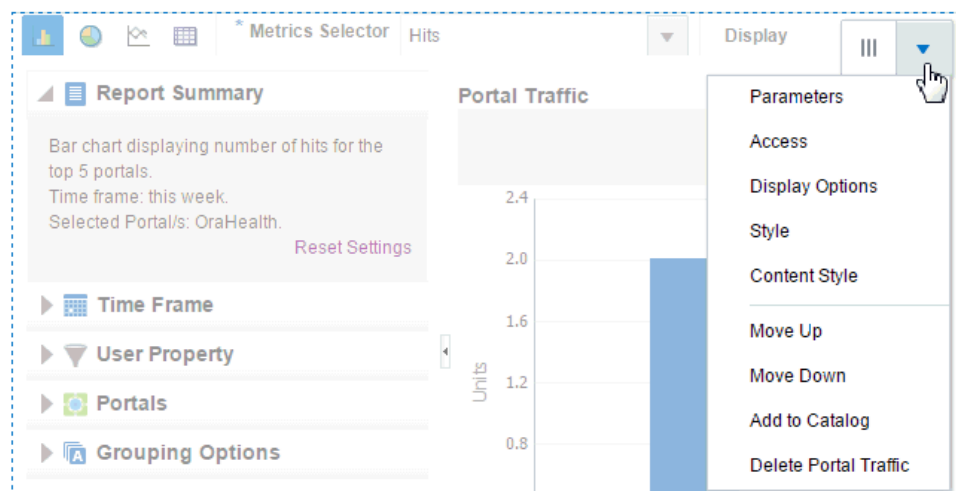 * Metrics Selector Hits Display
Report Summary
Bar chart displaying number of hits for the
top 5 portals.
Time frame: this week.
Selected Portal/s: OraHealth.
Reset Settings
Time Frame
User Property
Portals
Grouping Options
Portal Traffic
2.4
2.0
1.6
1.2
0.8
Units
Parameters
Access
Display Options
Style
Content Style
Move Up
Move Down
Add to Catalog
Delete Portal Traffic